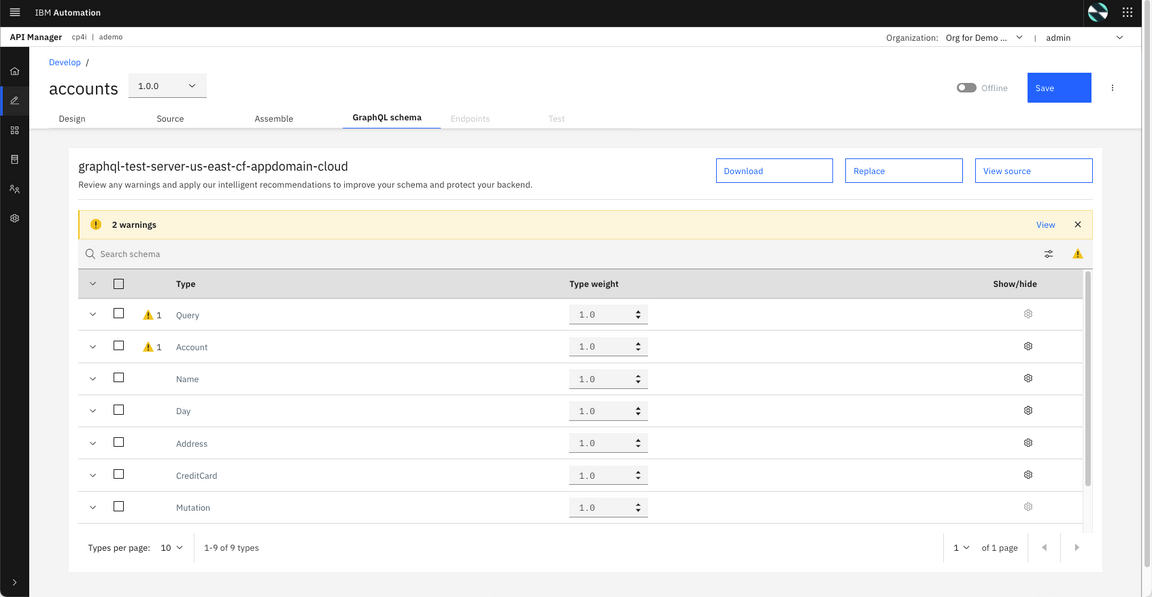 IBM Automation
API Manager cp4i | ademo Organization: Org for Demo ... | admin
Develop /
accounts 1.0.0 Offline Save
Design Source Assemble GraphQL schema Endpoints Test
graphql-test-server-us-east-cf-appdomain-cloud
Review any warnings and apply our intelligent recommendations to improve your schema and protect your backend.
Download Replace View source
2 warnings View
Search schema
Type Type weight Show/hide
1 Query 1.0
1 Account 1.0
Name 1.0
Day 1.0
Address 1.0
CreditCard 1.0
Mutation 1.0
Types per page: 10 1-9 of 9 types 1 of 1 page